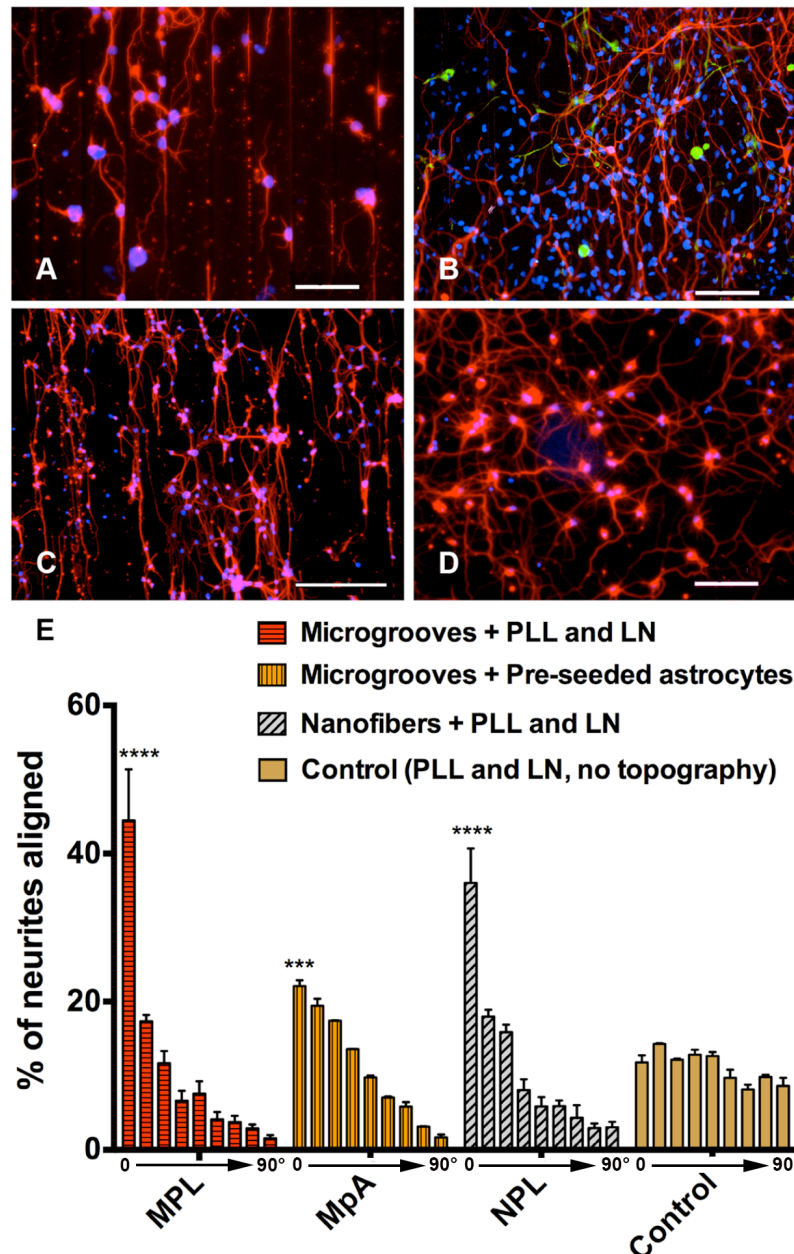 A
B
C
D
E
Microgrooves + PLL and LN
Microgrooves + Pre-seeded astrocytes
Nanofibers + PLL and LN
Control (PLL and LN, no topography)
% of neurites aligned
60
40
20
0
****
***
****
0 90°
0 90°
0 90°
0 90
MPL
MpA
NPL
Control